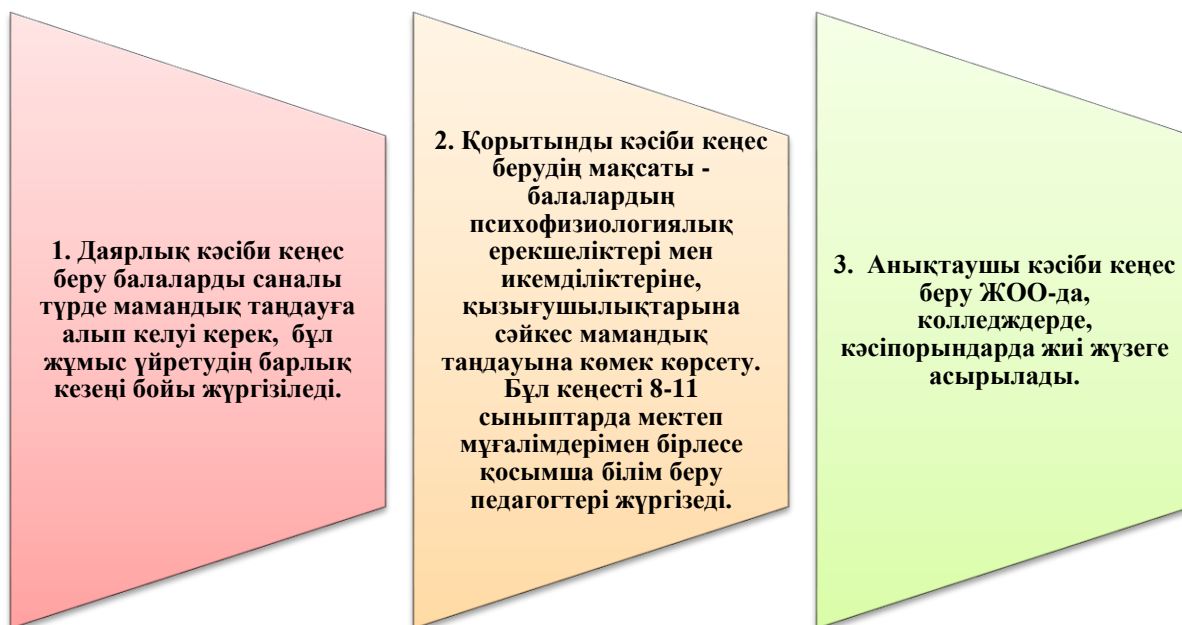 1. Даярлық кәсіби кеңес
беру балаларды саналы
түрде мамандық таңдауға
алып келуі керек,  бұл
жұмыс үйретудің барлық
кезеңі бойы жүргізіледі.
2. Қорытынды кәсіби кеңес
берудің мақсаты -
балалардың
психофизиологиялық
ерекшеліктері мен
икемділіктеріне,
қызығушылықтарына
сәйкес мамандық
таңдауына көмек көрсету.
Бұл кеңесті 8-11
сыныптарда мектеп
мұғалімдерімен бірлесе
қосымша білім беру
педагогтері жүргізеді.
3.  Анықтаушы кәсіби кеңес
беру ЖОО-да,
колледждерде,
кәсіпорындарда жиі жүзеге
асырылады.